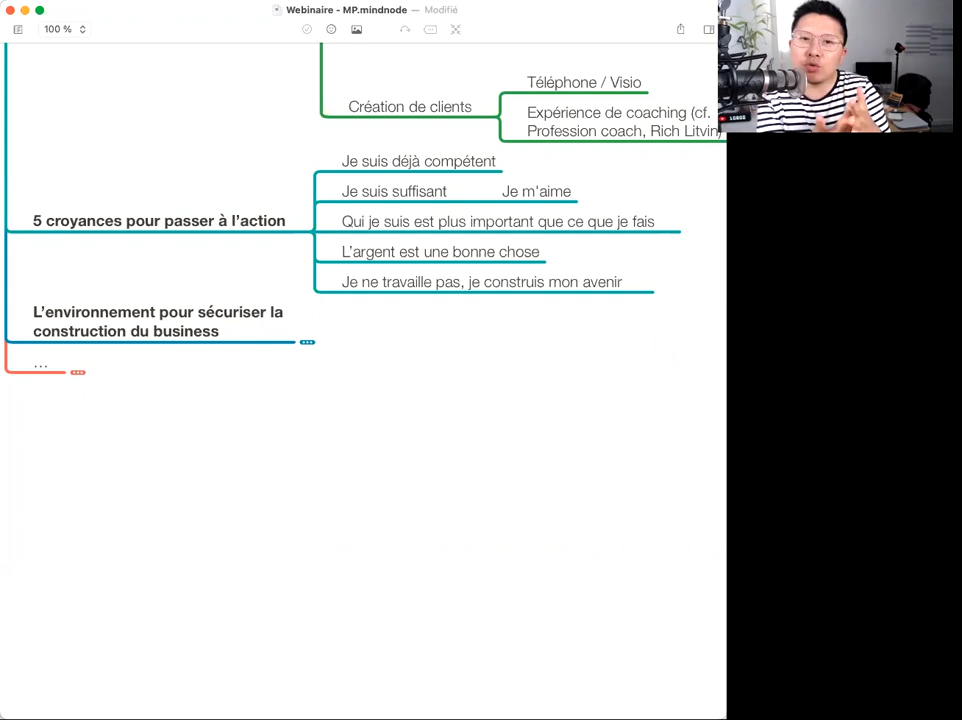 Webinaire - MP.mindnode — Modifié
100 %
Téléphone / Visio
Création de clients
Expérience de coaching (cf.
Profession coach, Rich Litvin)
Je suis déjà compétent
Je suis suffisant
Je m'aime
5 croyances pour passer à l'action
Qui je suis est plus important que ce que je fais
L'argent est une bonne chose
Je ne travaille pas, je construis mon avenir
L'environnement pour sécuriser la
construction du business
...